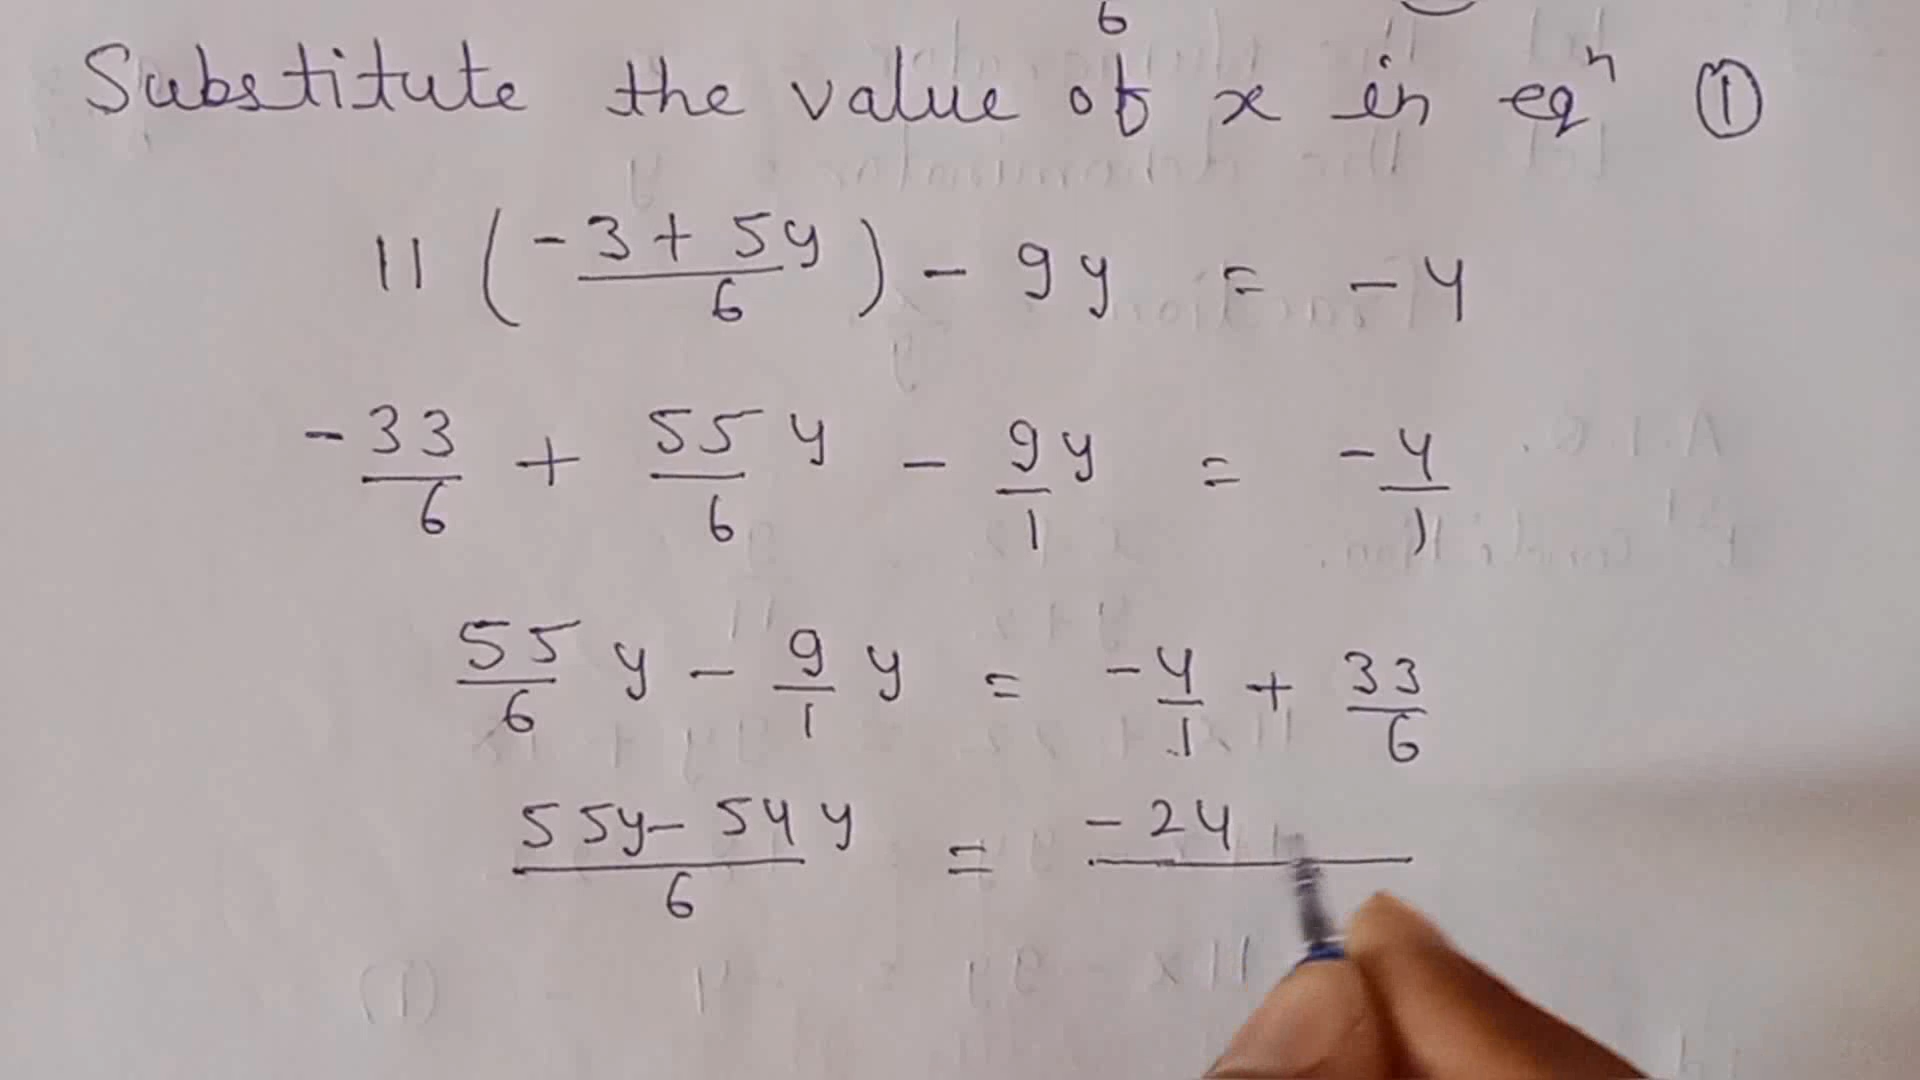 6
Substitute the value of x in eqⁿ ①
11 (-3 + 5y / 6) - 9y = -4
-33/6 + 55/6 y - 9/1 y = -4/1
55/6 y - 9/1 y = -4/1 + 33/6
55y - 54y / 6 = -24